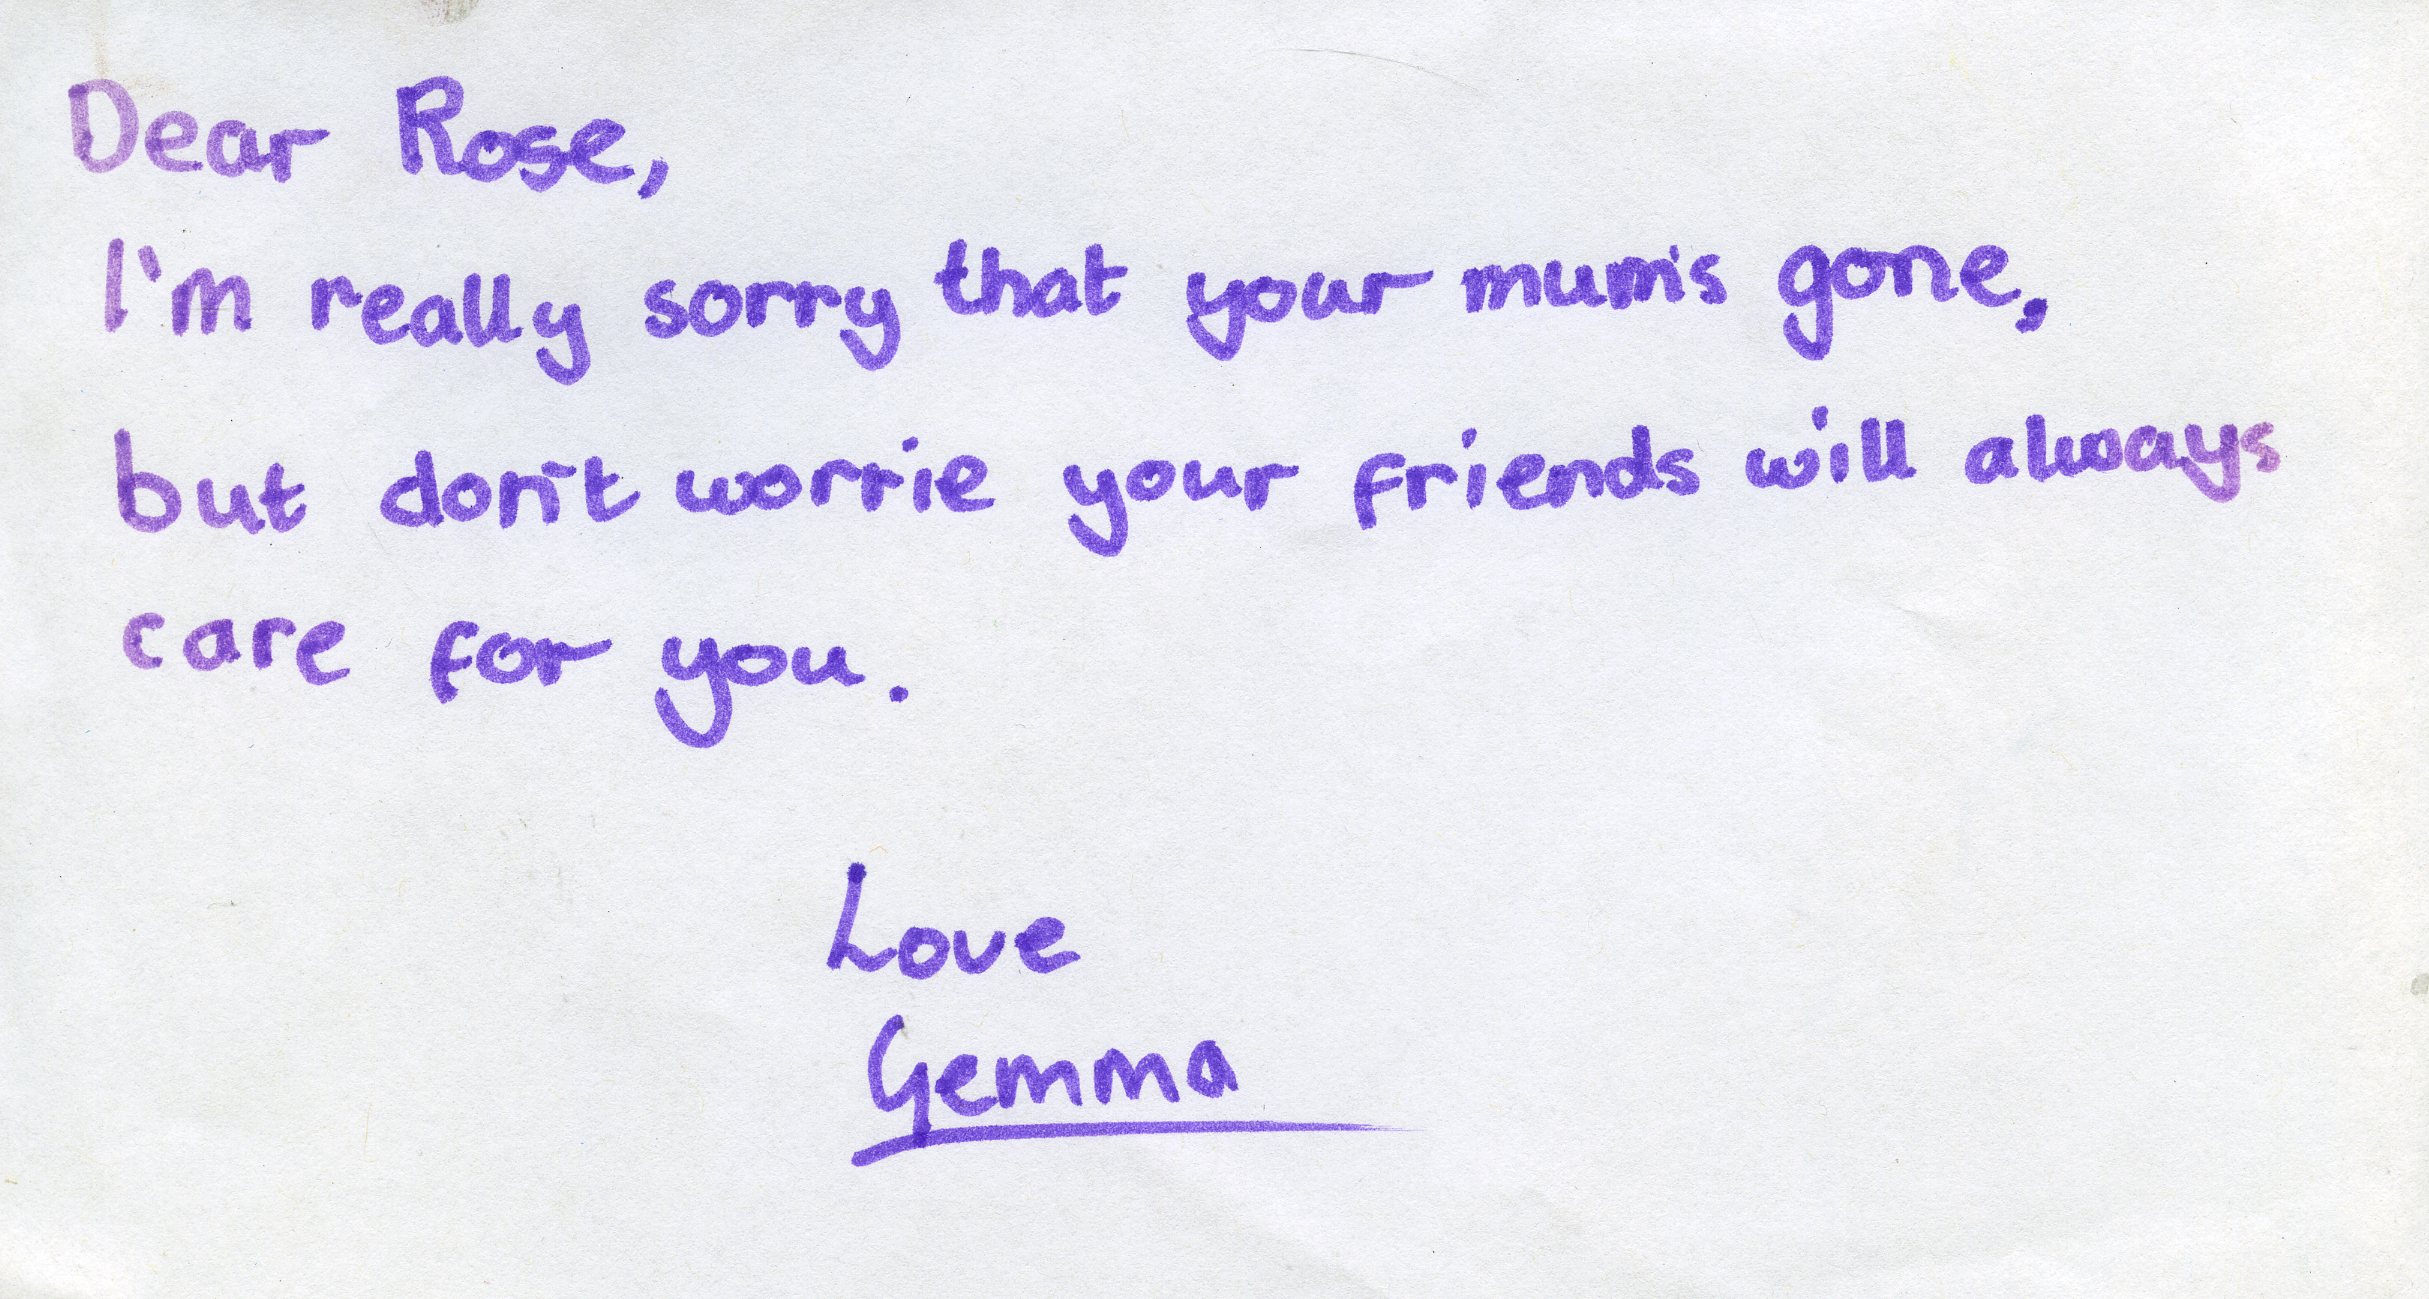 Dear Rose,
I'm really sorry that your mum's gone,
but don't worrie your friends will always
care for you.
Love
Gemma